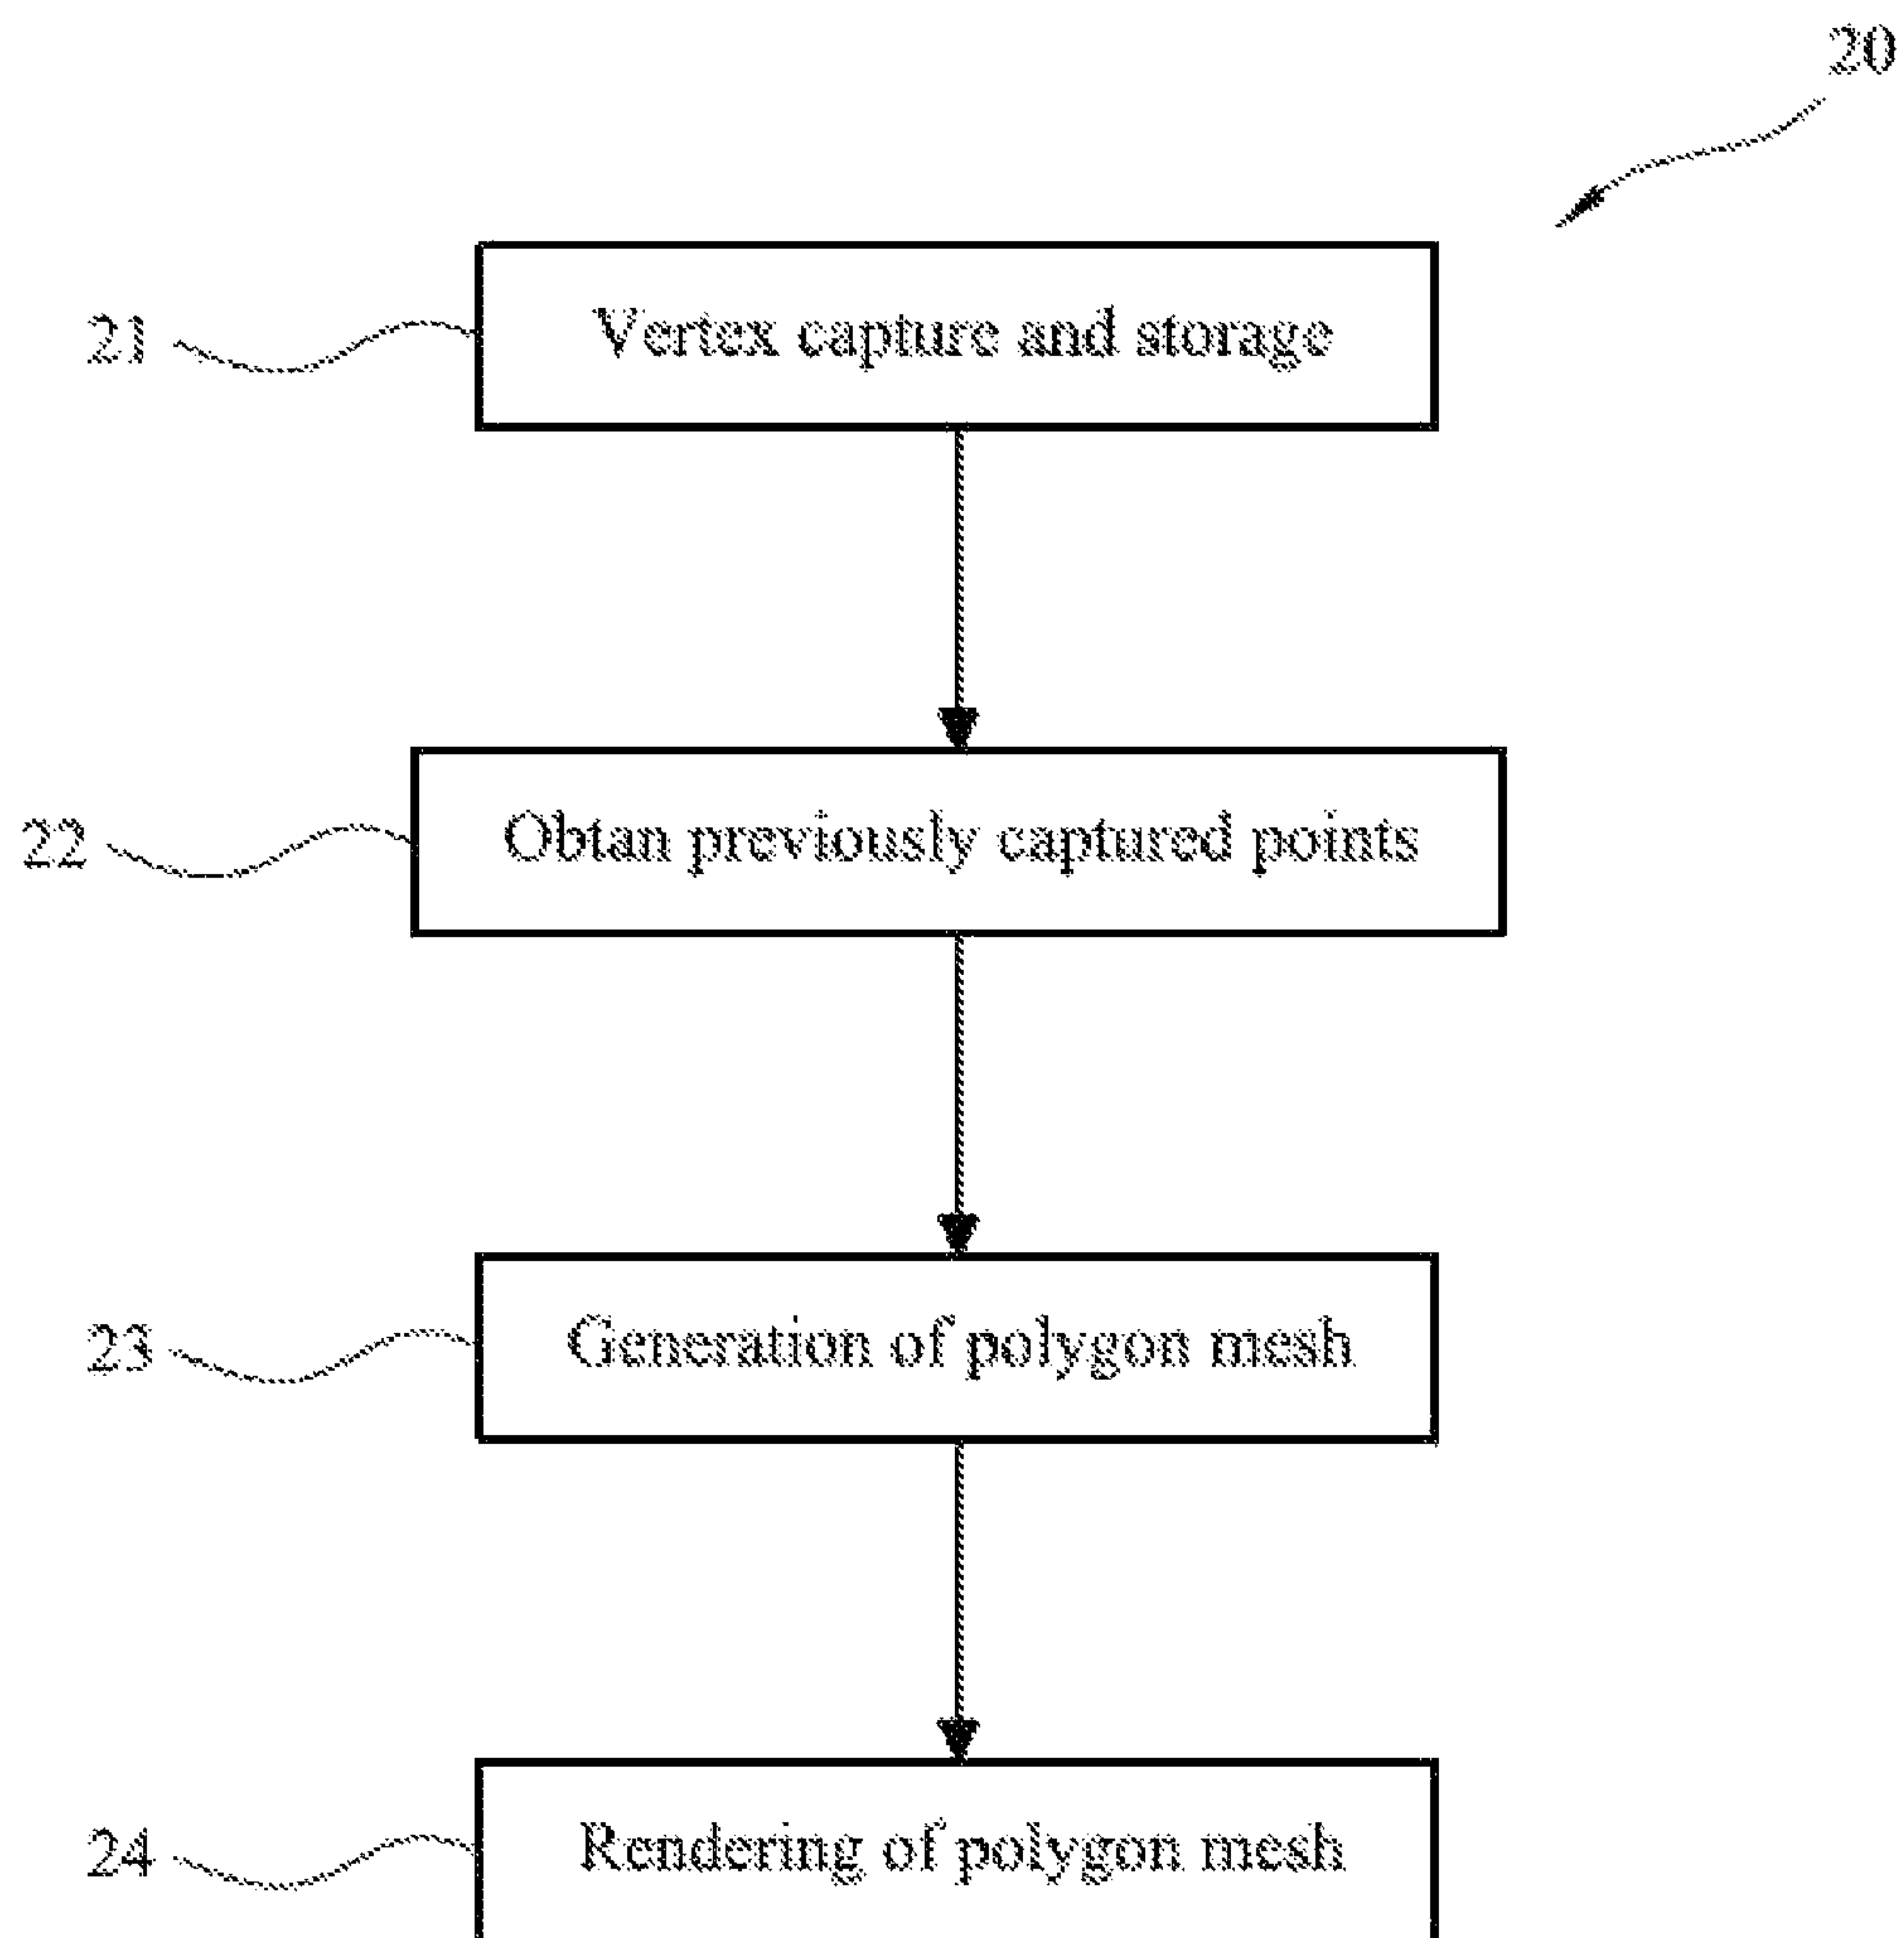 20
21 Vertex capture and storage
22 Obtan previously captured points
23 Generation of polygon mesh
24 Rendering of polygon mesh